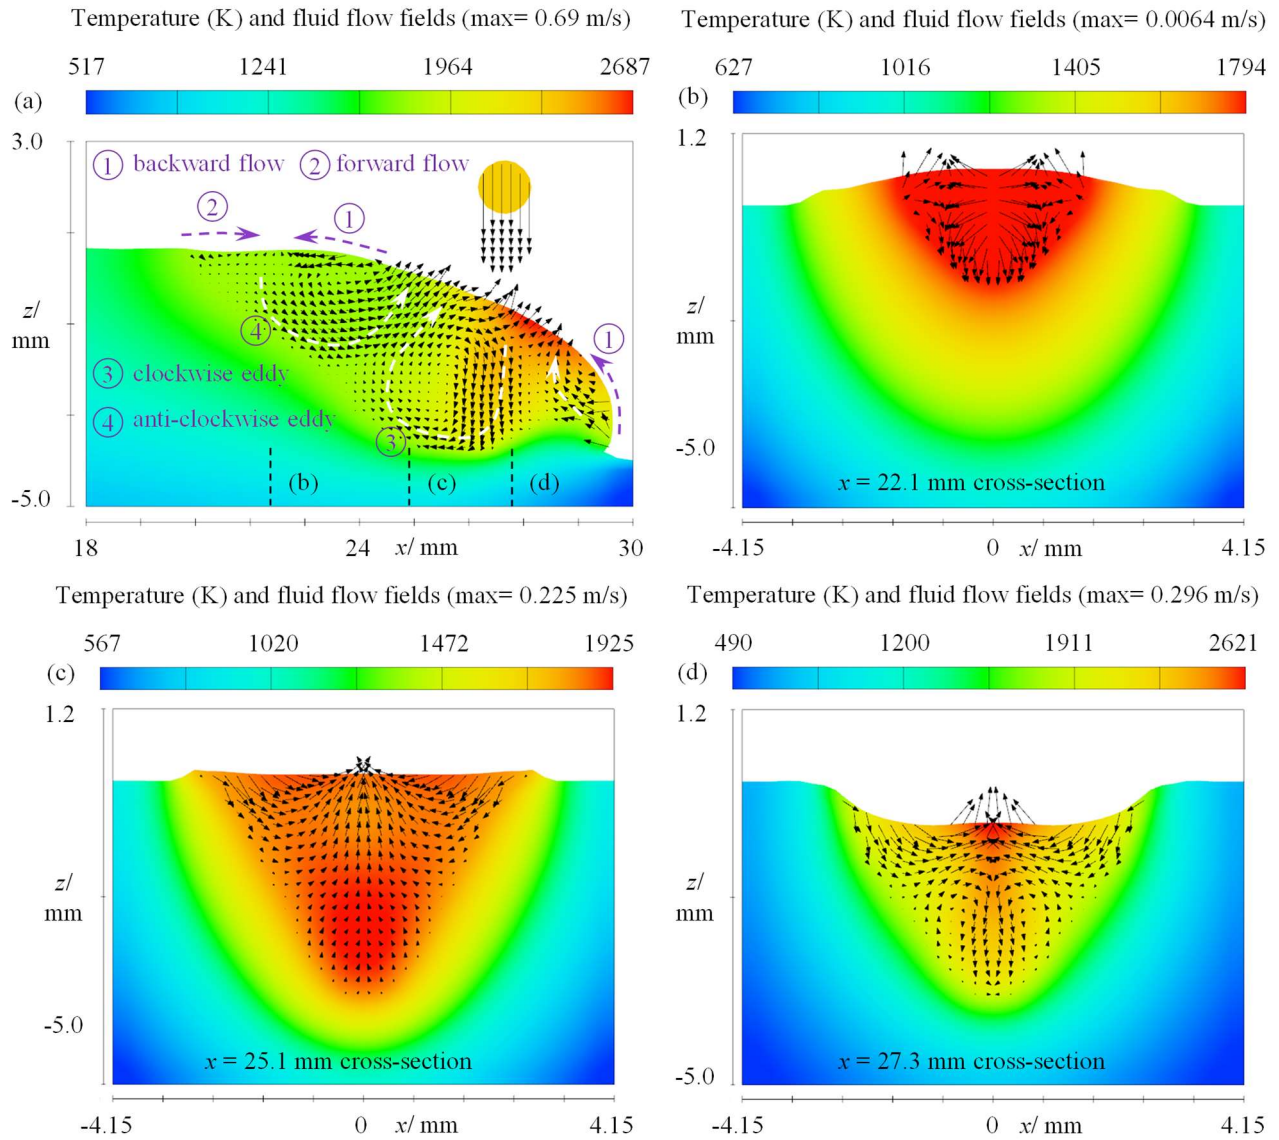 Temperature (K) and fluid flow fields (max= 0.69 m/s)
517 1241 1964 2687
(a)
3.0
① backward flow ② forward flow
②
①
z/
mm
④
①
③ clockwise eddy
④ anti-clockwise eddy
③
(b) (c) (d)
-5.0
18 24 x/ mm 30
Temperature (K) and fluid flow fields (max= 0.0064 m/s)
627 1016 1405 1794
(b)
1.2
z/
mm
-5.0
x = 22.1 mm cross-section
-4.15 0 x/ mm 4.15
Temperature (K) and fluid flow fields (max= 0.225 m/s)
567 1020 1472 1925
(c)
1.2
z/
mm
-5.0
x = 25.1 mm cross-section
-4.15 0 x/ mm 4.15
Temperature (K) and fluid flow fields (max= 0.296 m/s)
490 1200 1911 2621
(d)
1.2
z/
mm
x = 27.3 mm cross-section
-5.0
-4.15 0 x/ mm 4.15